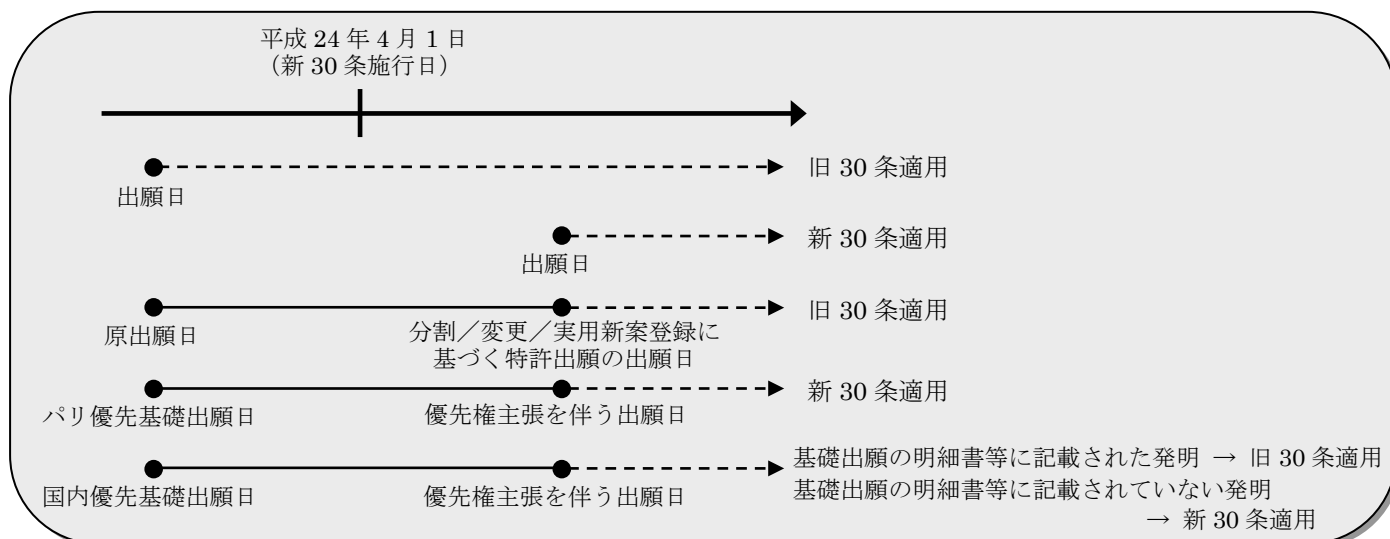 平成 24 年 4 月 1 日
（新 30 条施行日）
旧 30 条適用
出願日
新 30 条適用
出願日
旧 30 条適用
原出願日
分割／変更／実用新案登録に
基づく特許出願の出願日
新 30 条適用
パリ優先基礎出願日
優先権主張を伴う出願日
基礎出願の明細書等に記載された発明 → 旧 30 条適用
国内優先基礎出願日
優先権主張を伴う出願日
基礎出願の明細書等に記載されていない発明
→ 新 30 条適用